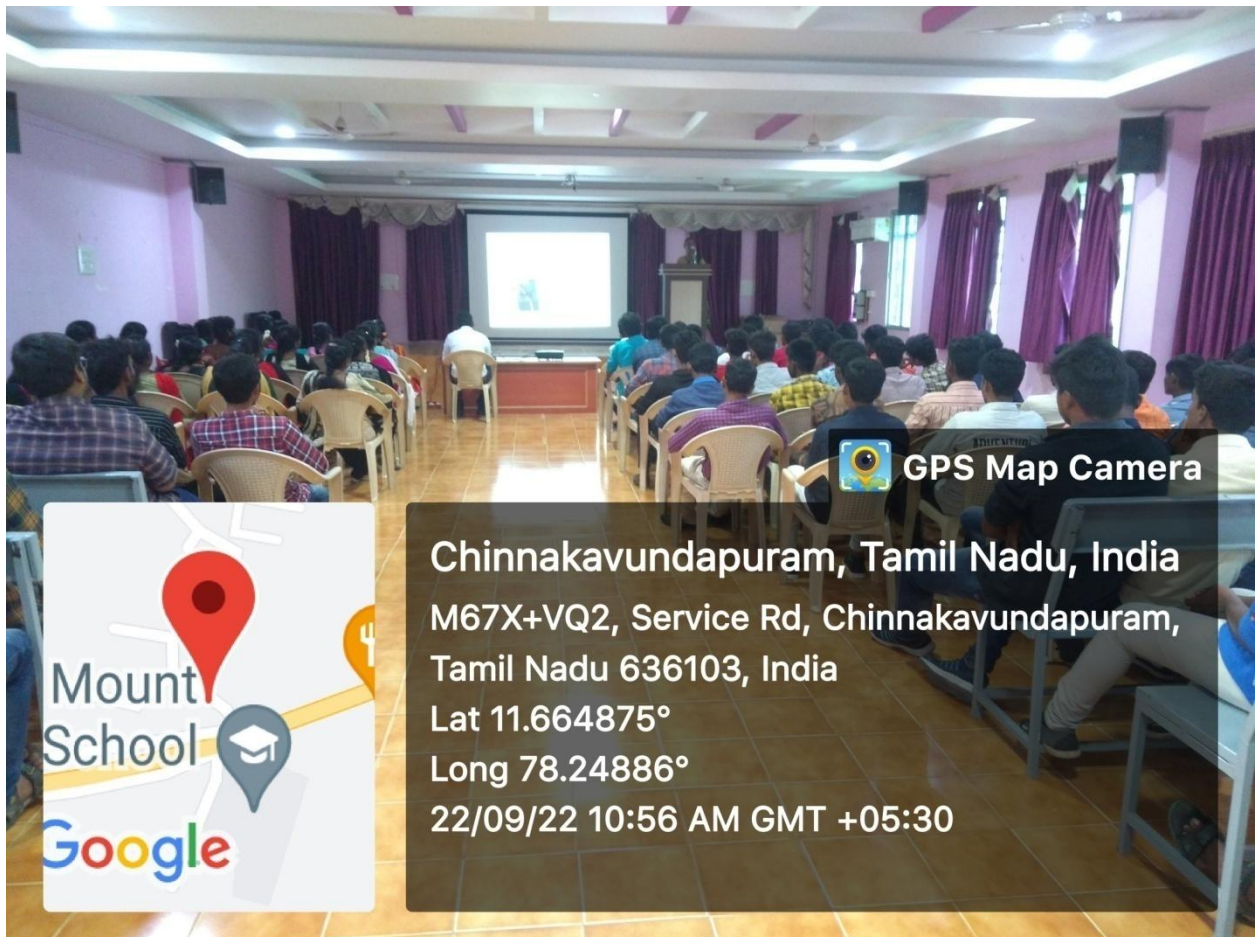 ADVENTURE
GPS Map Camera
Chinnakavundapuram, Tamil Nadu, India
M67X+VQ2, Service Rd, Chinnakavundapuram,
Tamil Nadu 636103, India
Lat 11.664875°
Long 78.24886°
22/09/22 10:56 AM GMT +05:30
Mount
School
Google